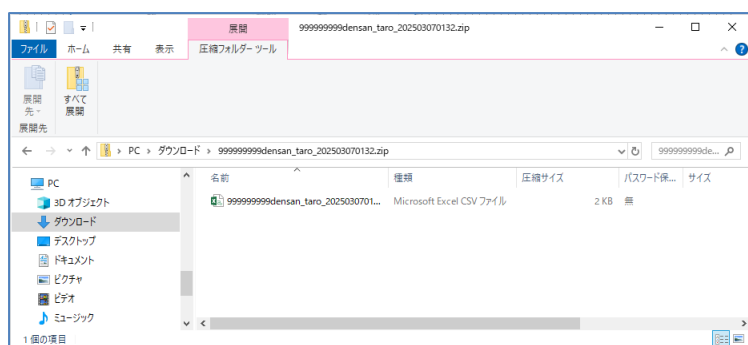 展開
999999999densan_taro_202503070132.zip
ファイル
ホーム
共有
表示
圧縮フォルダー ツール
展開
先
すべて
展開
展開先
PC › ダウンロード › 999999999densan_taro_202503070132.zip
999999999de...
名前
種類
圧縮サイズ
パスワード保...
サイズ
999999999densan_taro_2025030701...
Microsoft Excel CSV ファイル
2 KB
無
PC
3D オブジェクト
ダウンロード
デスクトップ
ドキュメント
ピクチャ
ビデオ
ミュージック
1 個の項目